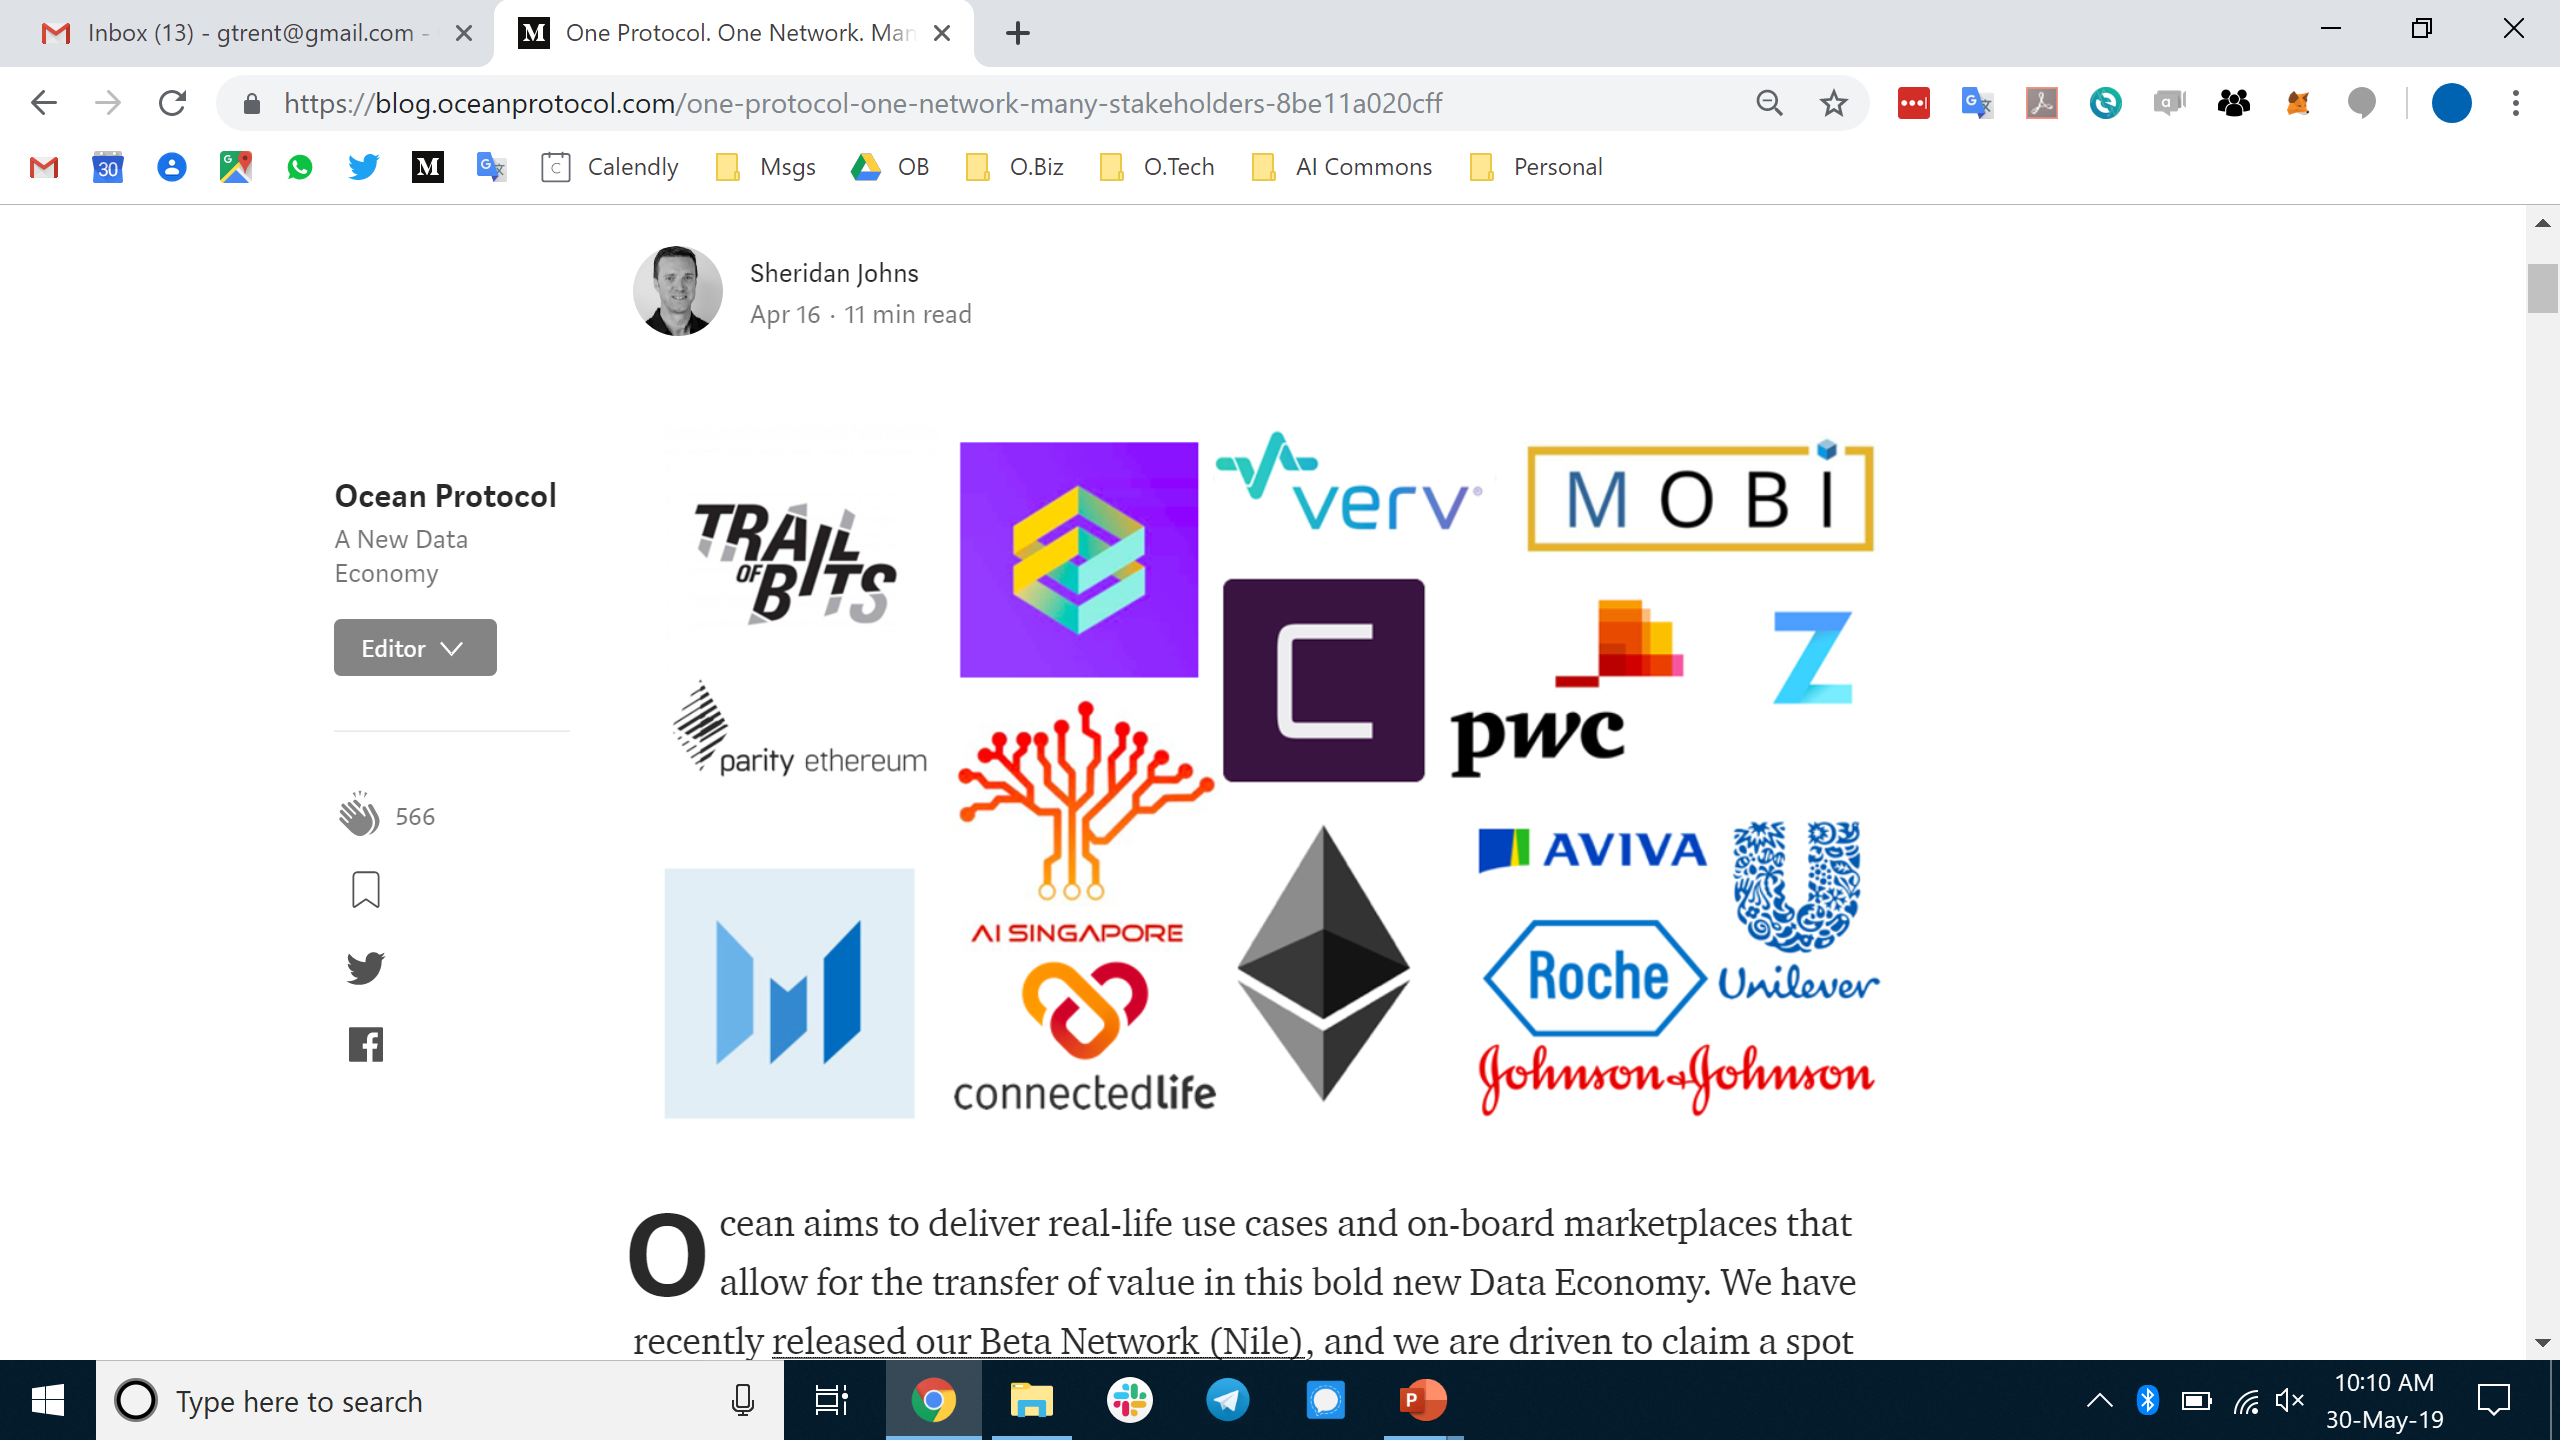 Inbox (13) - gtrent@gmail.com -
One Protocol. One Network. Man
https://blog.oceanprotocol.com/one-protocol-one-network-many-stakeholders-8be11a020cff
30
Calendly
Msgs
OB
O.Biz
O.Tech
AI Commons
Personal
Sheridan Johns
Apr 16 · 11 min read
Ocean Protocol
A New Data
Economy
Editor
566
TRAIL
OF BITS
verv
MOBI
parity ethereum
C
pwc
Z
AI SINGAPORE
connectedlife
AVIVA
Roche
Unilever
Johnson & Johnson
Ocean aims to deliver real-life use cases and on-board marketplaces that
allow for the transfer of value in this bold new Data Economy. We have
recently released our Beta Network (Nile), and we are driven to claim a spot
Type here to search
10:10 AM
30-May-19